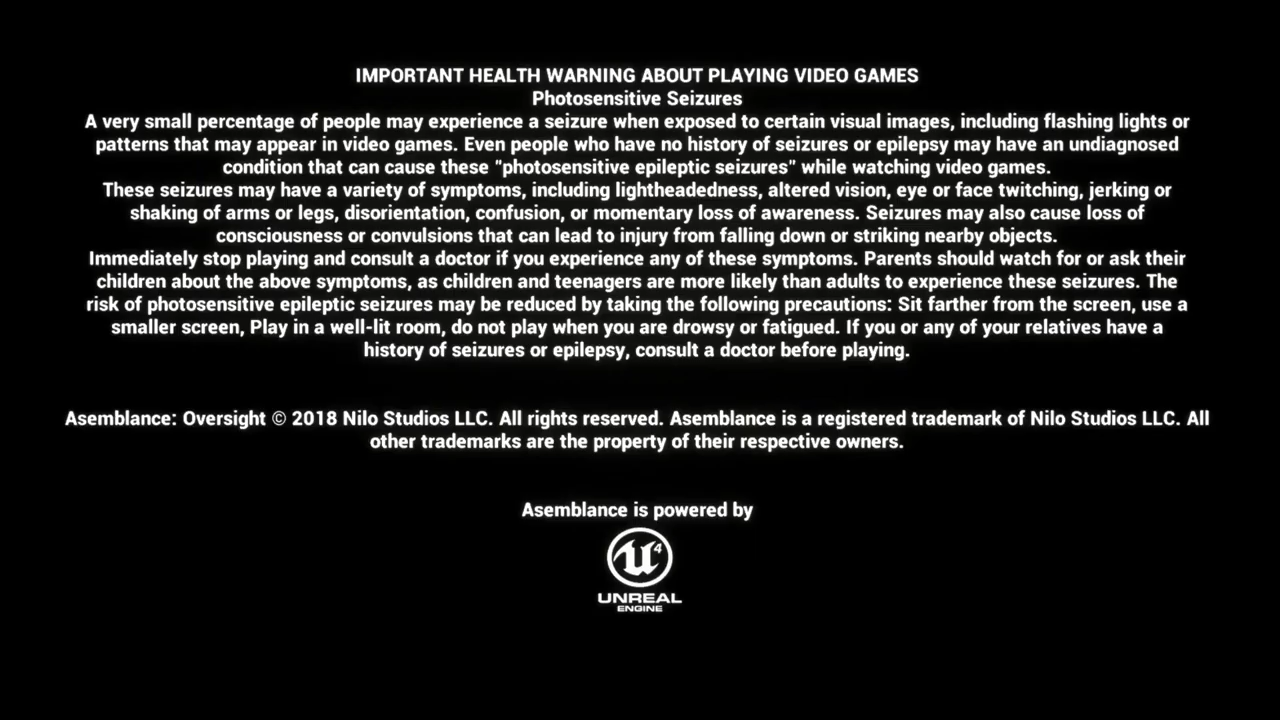 IMPORTANT HEALTH WARNING ABOUT PLAYING VIDEO GAMES
Photosensitive Seizures
A very small percentage of people may experience a seizure when exposed to certain visual images, including flashing lights or
patterns that may appear in video games. Even people who have no history of seizures or epilepsy may have an undiagnosed
condition that can cause these "photosensitive epileptic seizures" while watching video games.
These seizures may have a variety of symptoms, including lightheadedness, altered vision, eye or face twitching, jerking or
shaking of arms or legs, disorientation, confusion, or momentary loss of awareness. Seizures may also cause loss of
consciousness or convulsions that can lead to injury from falling down or striking nearby objects.
Immediately stop playing and consult a doctor if you experience any of these symptoms. Parents should watch for or ask their
children about the above symptoms, as children and teenagers are more likely than adults to experience these seizures. The
risk of photosensitive epileptic seizures may be reduced by taking the following precautions: Sit farther from the screen, use a
smaller screen, Play in a well-lit room, do not play when you are drowsy or fatigued. If you or any of your relatives have a
history of seizures or epilepsy, consult a doctor before playing.
Asemblance: Oversight © 2018 Nilo Studios LLC. All rights reserved. Asemblance is a registered trademark of Nilo Studios LLC. All
other trademarks are the property of their respective owners.
Asemblance is powered by
U 4
UNREAL
ENGINE